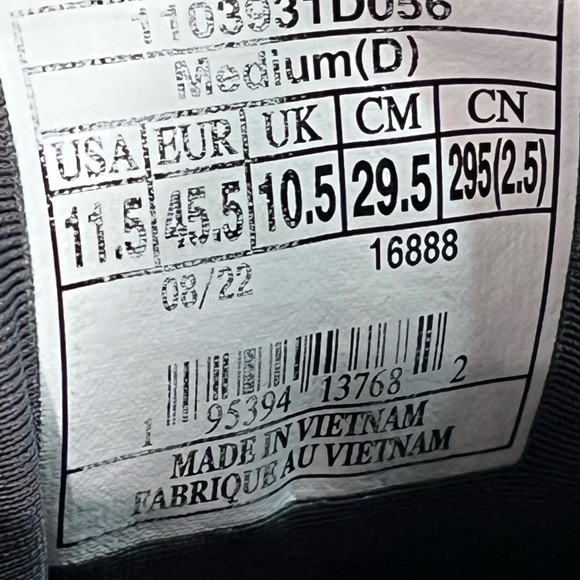 1103931D056
Medium(D)
USA EUR UK CM CN
11.5 45.5 10.5 29.5 295(2.5)
16888
08/22
1 95394 13768 2
MADE IN VIETNAM
FABRIQUE AU VIETNAM